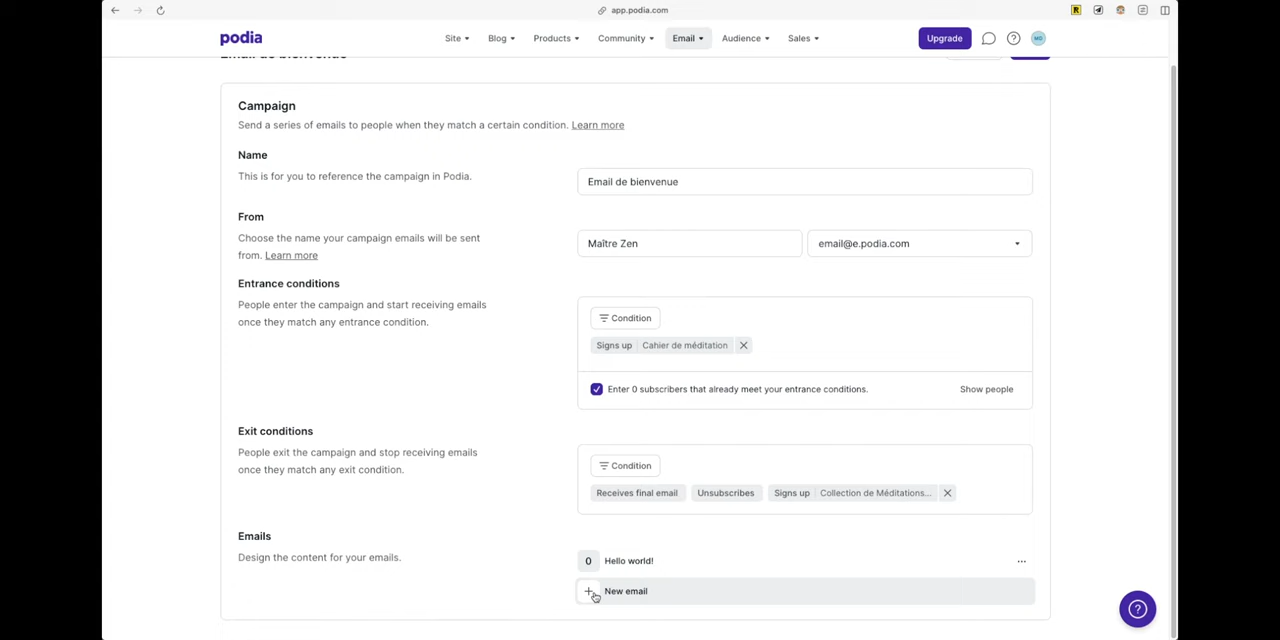 app.podia.com
podia
Site
Blog
Products
Community
Email
Audience
Sales
Upgrade
MD
Email de bienvenue
Campaign
Send a series of emails to people when they match a certain condition. Learn more
Name
This is for you to reference the campaign in Podia.
Email de bienvenue
From
Choose the name your campaign emails will be sent
from. Learn more
Maître Zen
email@e.podia.com
Entrance conditions
People enter the campaign and start receiving emails
once they match any entrance condition.
Condition
Signs up Cahier de méditation
Enter 0 subscribers that already meet your entrance conditions. Show people
Exit conditions
People exit the campaign and stop receiving emails
once they match any exit condition.
Condition
Receives final email Unsubscribes Signs up Collection de Méditations...
Emails
Design the content for your emails.
0 Hello world!
New email